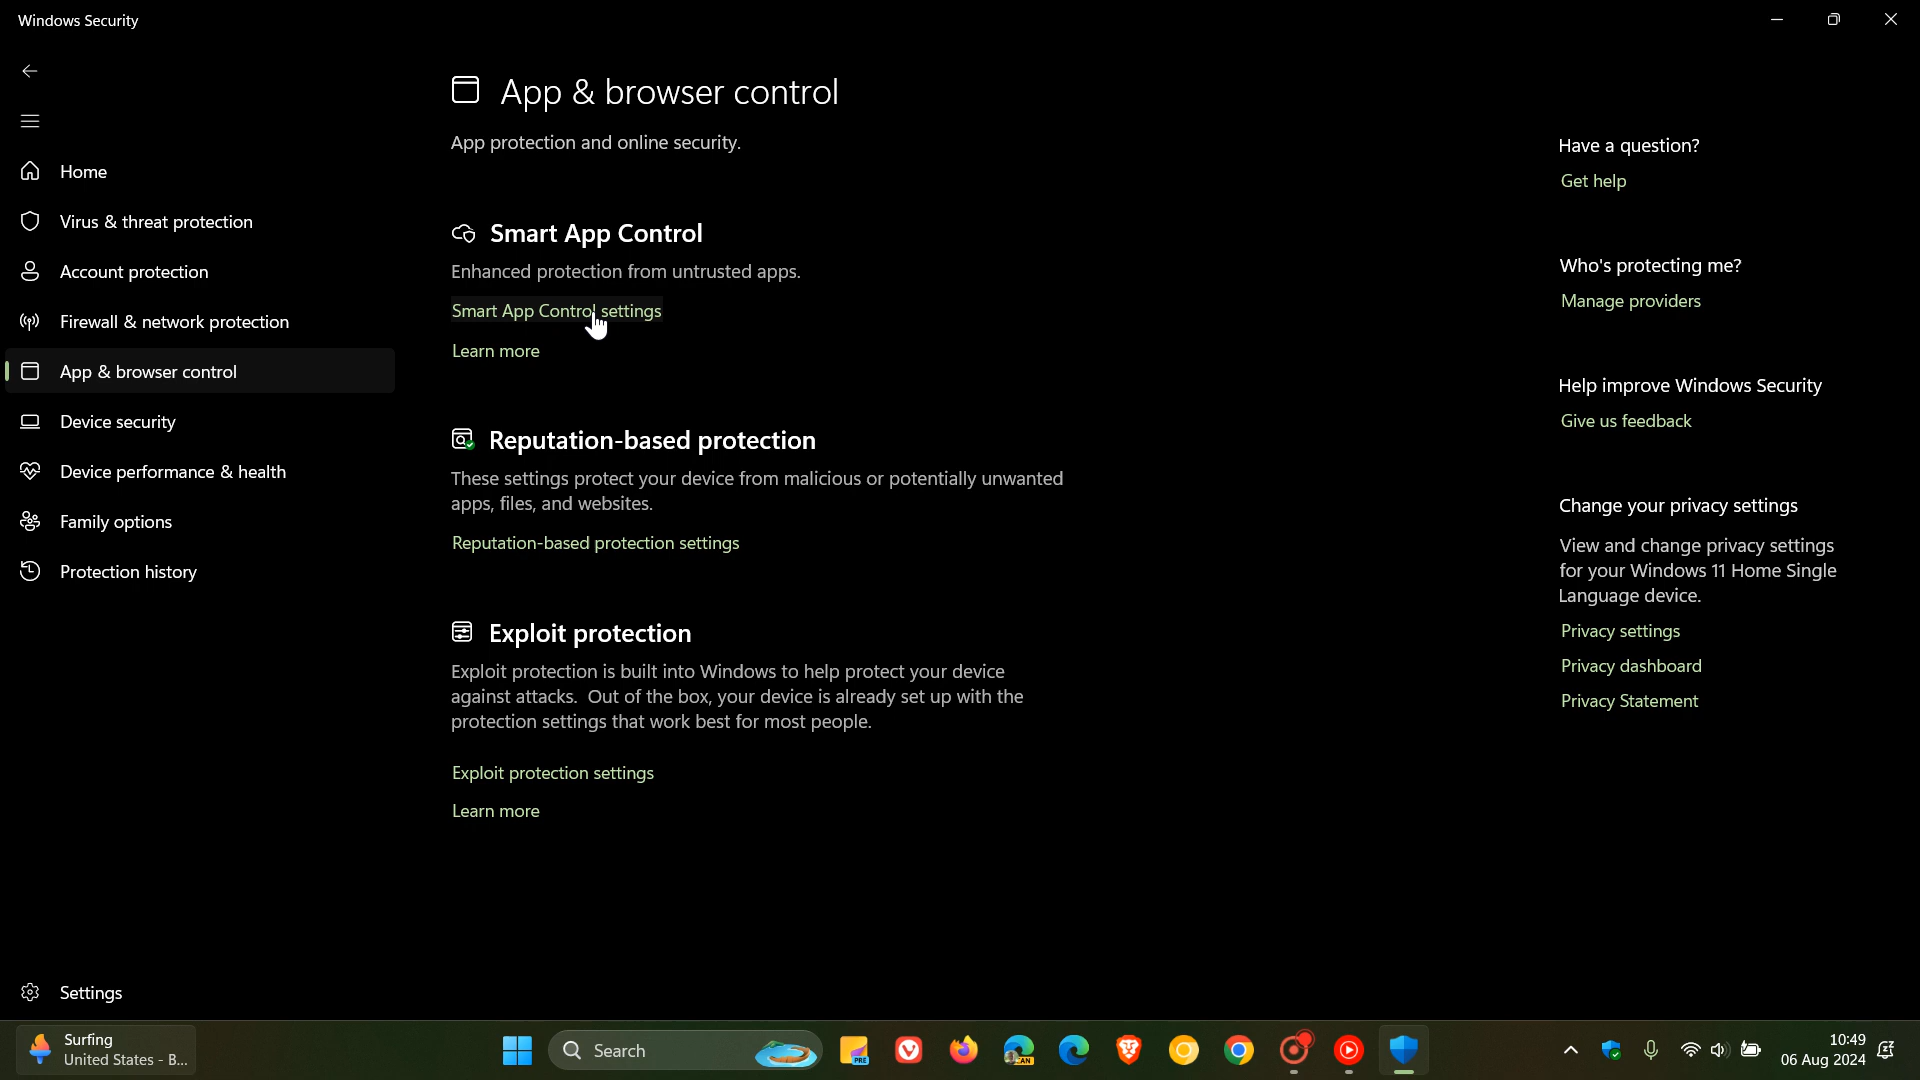 Windows Security
App & browser control
App protection and online security.
Home
Virus & threat protection
Account protection
Firewall & network protection
App & browser control
Device security
Device performance & health
Family options
Protection history
Settings
Smart App Control
Enhanced protection from untrusted apps.
Smart App Control settings
Learn more
Reputation-based protection
These settings protect your device from malicious or potentially unwanted
apps, files, and websites.
Reputation-based protection settings
Exploit protection
Exploit protection is built into Windows to help protect your device
against attacks. Out of the box, your device is already set up with the
protection settings that work best for most people.
Exploit protection settings
Learn more
Have a question?
Get help
Who's protecting me?
Manage providers
Help improve Windows Security
Give us feedback
Change your privacy settings
View and change privacy settings
for your Windows 11 Home Single
Language device.
Privacy settings
Privacy dashboard
Privacy Statement
Surfing
United States - B...
Search
PRE
CAN
10:49
06 Aug 2024